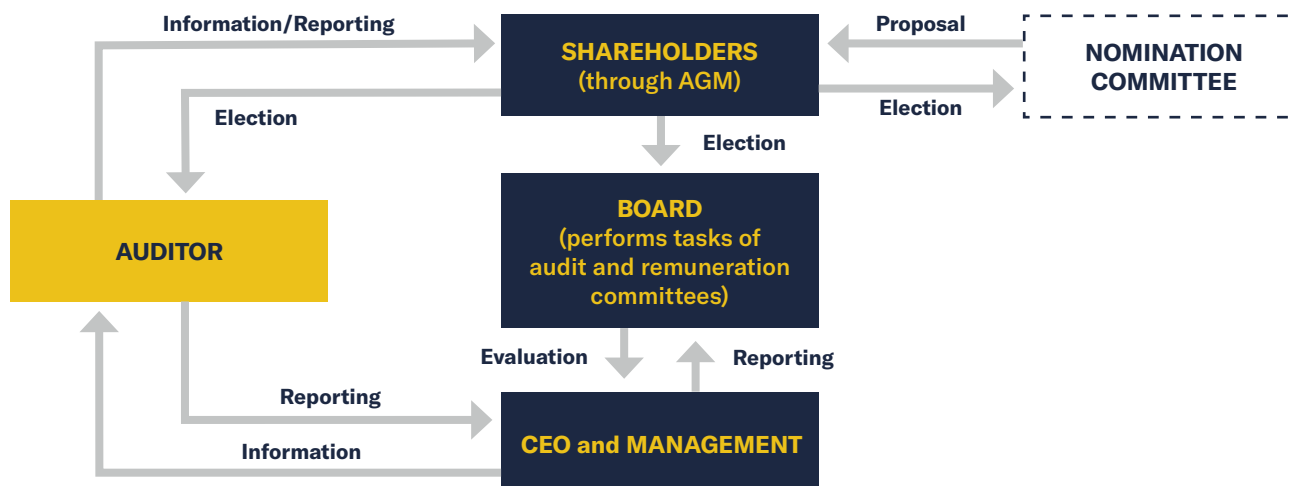 Information/Reporting
SHAREHOLDERS
(through AGM)
Proposal
NOMINATION
COMMITTEE
Election
Election
Election
AUDITOR
BOARD
(performs tasks of
audit and remuneration
committees)
Evaluation
Reporting
Reporting
CEO and MANAGEMENT
Information